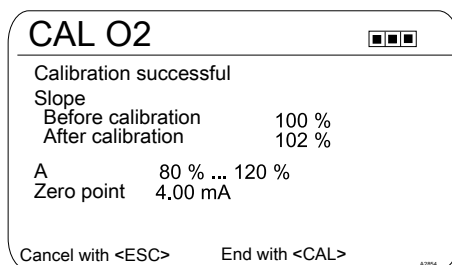 CAL O2
Calibration successful
Slope
Before calibration 100 %
After calibration 102 %
A 80 % ... 120 %
Zero point 4.00 mA
Cancel with <ESC> End with <CAL>